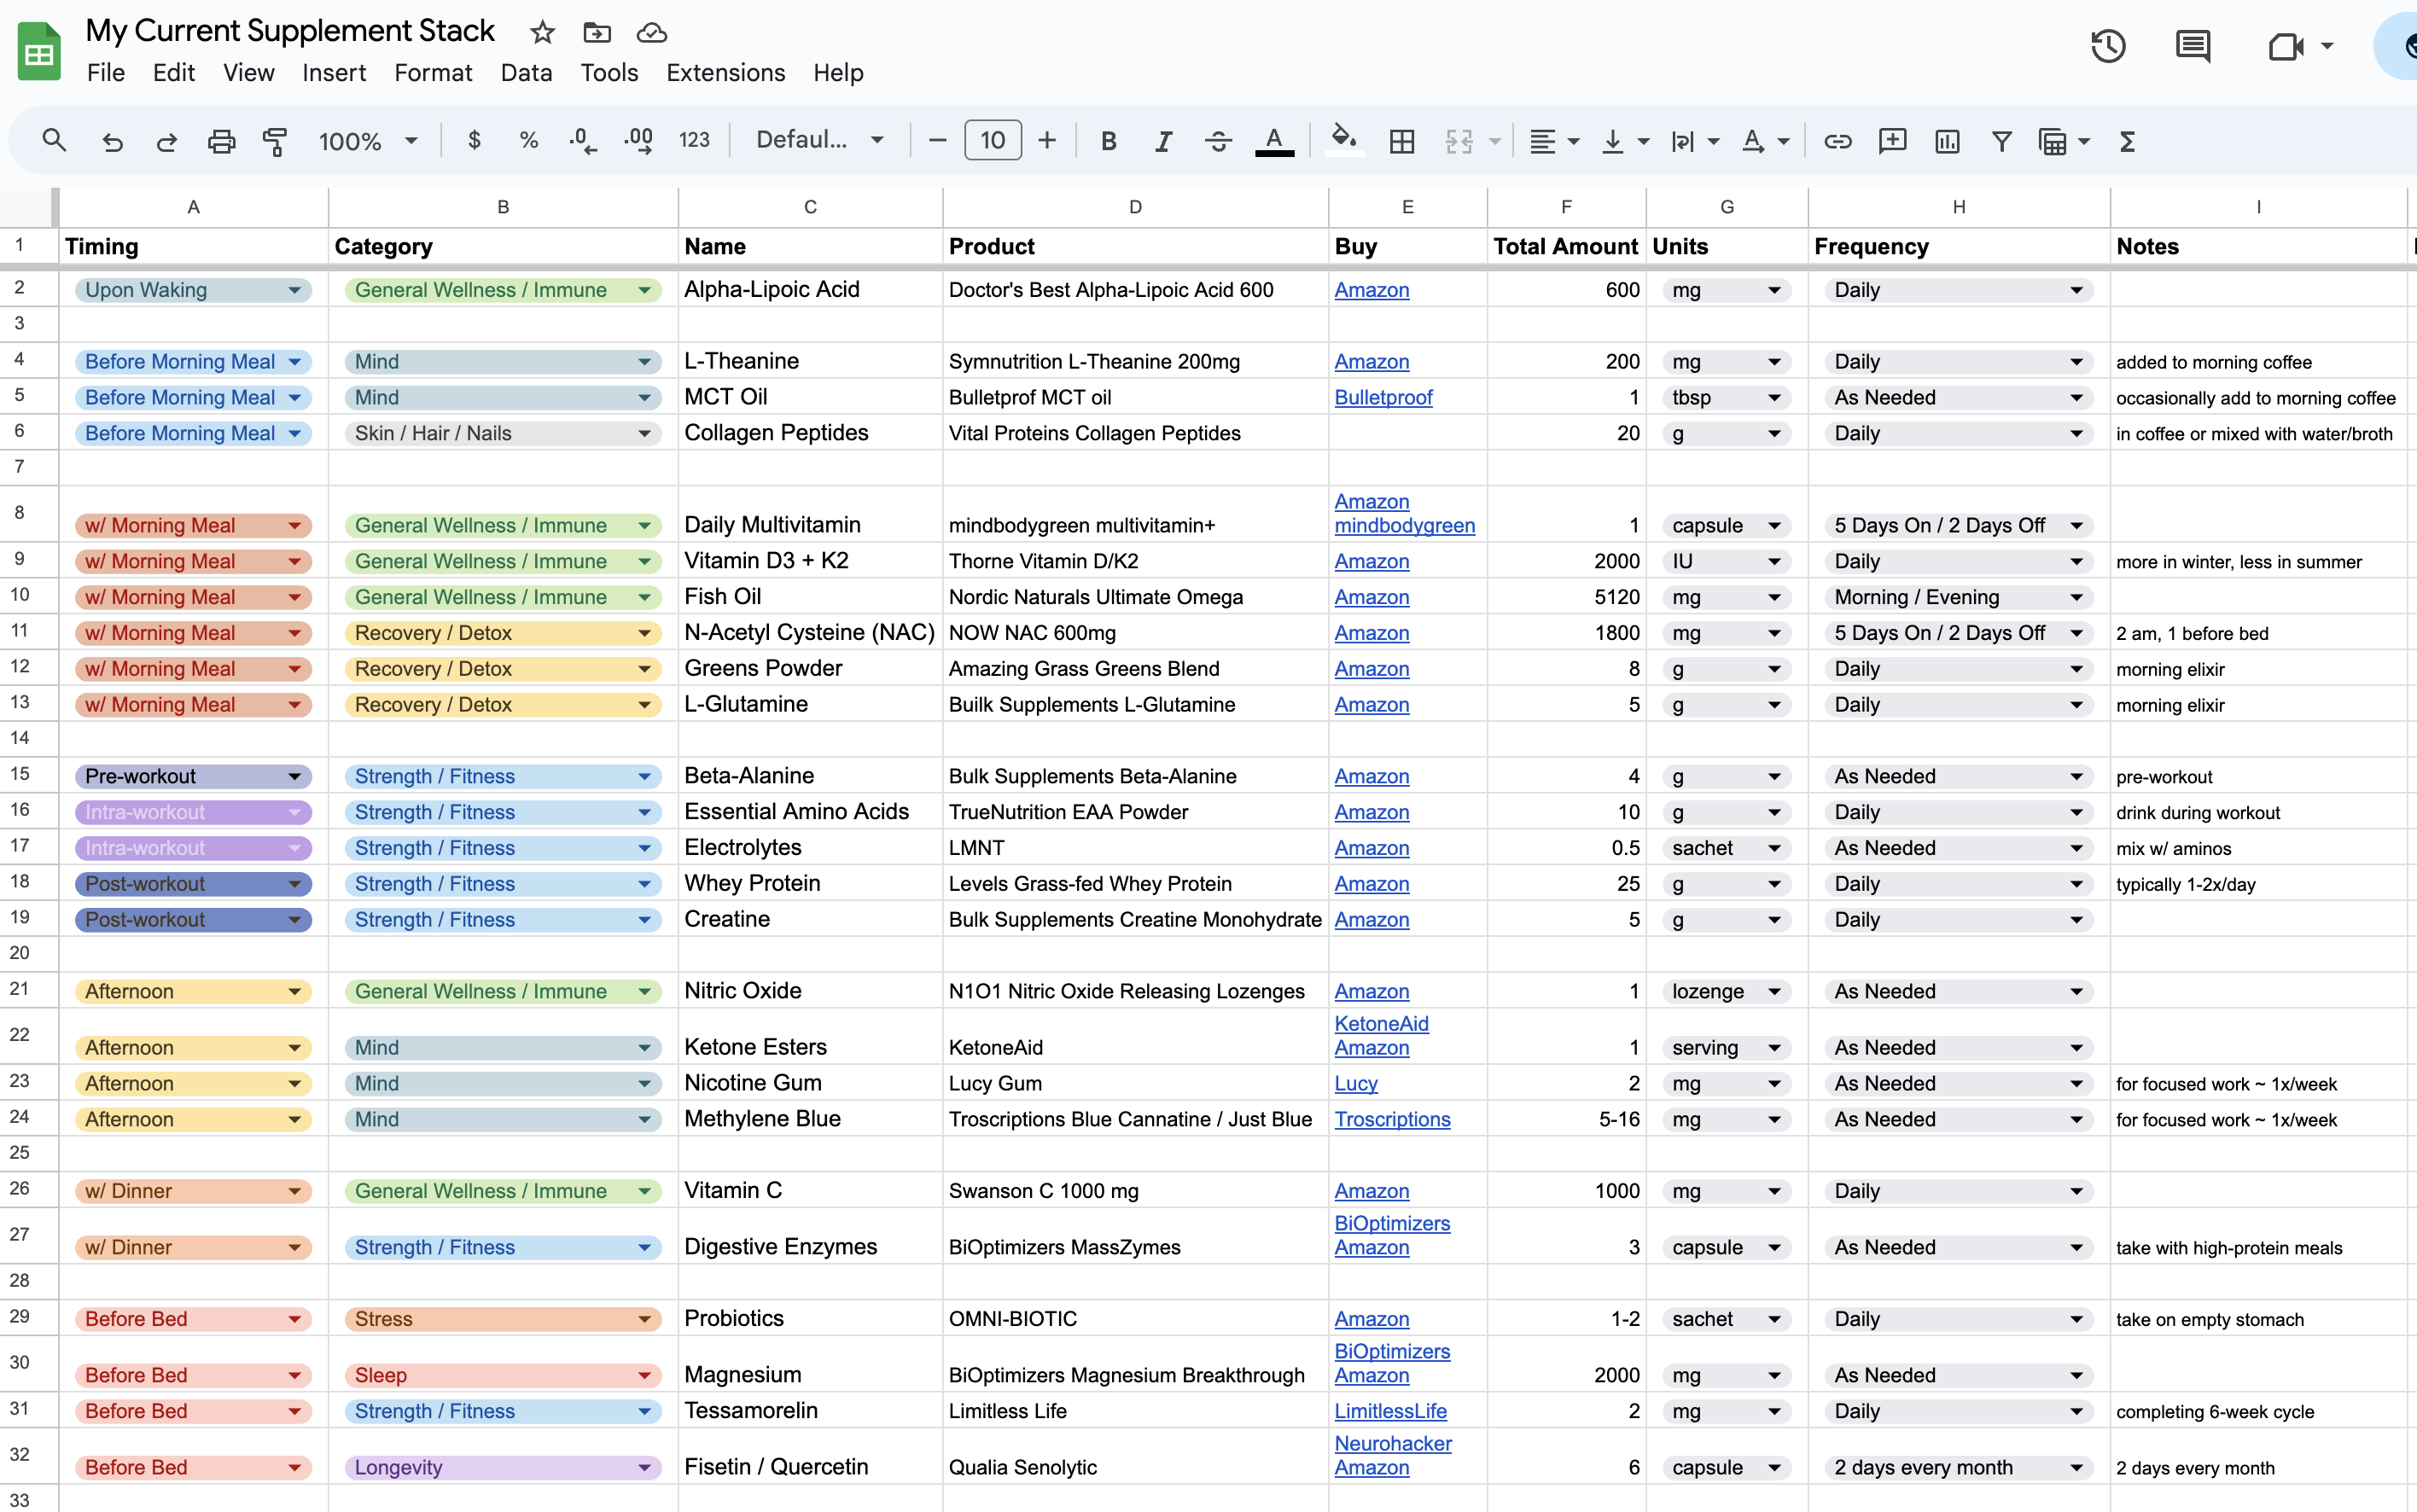 My Current Supplement Stack
File Edit View Insert Format Data Tools Extensions Help
100% $ % .0 .00 123 Defaul... 10 B I A A Σ
A B C D E F G H I
1 Timing Category Name Product Buy Total Amount Units Frequency Notes
2 Upon Waking General Wellness / Immune Alpha-Lipoic Acid Doctor's Best Alpha-Lipoic Acid 600 Amazon 600 mg Daily
3
4 Before Morning Meal Mind L-Theanine Symnutrition L-Theanine 200mg Amazon 200 mg Daily added to morning coffee
5 Before Morning Meal Mind MCT Oil Bulletprof MCT oil Bulletproof 1 tbsp As Needed occasionally add to morning coffee
6 Before Morning Meal Skin / Hair / Nails Collagen Peptides Vital Proteins Collagen Peptides 20 g Daily in coffee or mixed with water/broth
7
Amazon
8 w/ Morning Meal General Wellness / Immune Daily Multivitamin mindbodygreen multivitamin+ mindbodygreen 1 capsule 5 Days On / 2 Days Off
9 w/ Morning Meal General Wellness / Immune Vitamin D3 + K2 Thorne Vitamin D/K2 Amazon 2000 IU Daily more in winter, less in summer
10 w/ Morning Meal General Wellness / Immune Fish Oil Nordic Naturals Ultimate Omega Amazon 5120 mg Morning / Evening
11 w/ Morning Meal Recovery / Detox N-Acetyl Cysteine (NAC) NOW NAC 600mg Amazon 1800 mg 5 Days On / 2 Days Off 2 am, 1 before bed
12 w/ Morning Meal Recovery / Detox Greens Powder Amazing Grass Greens Blend Amazon 8 g Daily morning elixir
13 w/ Morning Meal Recovery / Detox L-Glutamine Builk Supplements L-Glutamine Amazon 5 g Daily morning elixir
14
15 Pre-workout Strength / Fitness Beta-Alanine Bulk Supplements Beta-Alanine Amazon 4 g As Needed pre-workout
16 Intra-workout Strength / Fitness Essential Amino Acids TrueNutrition EAA Powder Amazon 10 g Daily drink during workout
17 Intra-workout Strength / Fitness Electrolytes LMNT Amazon 0.5 sachet As Needed mix w/ aminos
18 Post-workout Strength / Fitness Whey Protein Levels Grass-fed Whey Protein Amazon 25 g Daily typically 1-2x/day
19 Post-workout Strength / Fitness Creatine Bulk Supplements Creatine Monohydrate Amazon 5 g Daily
20
21 Afternoon General Wellness / Immune Nitric Oxide N1O1 Nitric Oxide Releasing Lozenges Amazon 1 lozenge As Needed
KetoneAid
22 Afternoon Mind Ketone Esters KetoneAid Amazon 1 serving As Needed
23 Afternoon Mind Nicotine Gum Lucy Gum Lucy 2 mg As Needed for focused work ~ 1x/week
24 Afternoon Mind Methylene Blue Troscriptions Blue Cannatine / Just Blue Troscriptions 5-16 mg As Needed for focused work ~ 1x/week
25
26 w/ Dinner General Wellness / Immune Vitamin C Swanson C 1000 mg Amazon 1000 mg Daily
BiOptimizers
27 w/ Dinner Strength / Fitness Digestive Enzymes BiOptimizers MassZymes Amazon 3 capsule As Needed take with high-protein meals
28
29 Before Bed Stress Probiotics OMNI-BIOTIC Amazon 1-2 sachet Daily take on empty stomach
BiOptimizers
30 Before Bed Sleep Magnesium BiOptimizers Magnesium Breakthrough Amazon 2000 mg As Needed
31 Before Bed Strength / Fitness Tessamorelin Limitless Life LimitlessLife 2 mg Daily completing 6-week cycle
Neurohacker
32 Before Bed Longevity Fisetin / Quercetin Qualia Senolytic Amazon 6 capsule 2 days every month 2 days every month
33